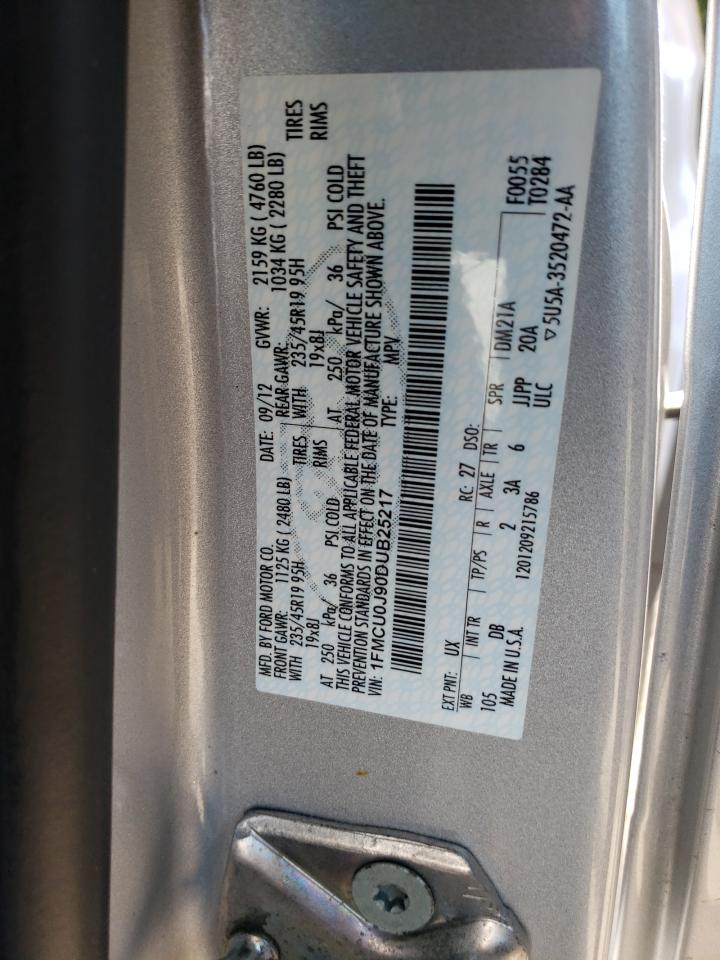 MFD. BY FORD MOTOR CO. DATE: 09/12 GVWR: 2159 KG ( 4760 LB)
FRONT GAWR: 1125 KG ( 2480 LB) REAR GAWR: 1034 KG ( 2280 LB)
WITH 235/45R19 95H TIRES WITH 235/45R19 95H TIRES
19x8J RIMS 19x8J RIMS
AT 250 kPa/ 36 PSI COLD AT 250 kPa/ 36 PSI COLD
THIS VEHICLE CONFORMS TO ALL APPLICABLE FEDERAL MOTOR VEHICLE SAFETY AND THEFT
PREVENTION STANDARDS IN EFFECT ON THE DATE OF MANUFACTURE SHOWN ABOVE.
VIN: 1FMCU0J90DUB25217 TYPE: MPV
EXT PNT: UX RC: 27 DSO: F0055
WB INT TR TP/PS R AXLE TR SPR DM21A T0284
105 DB 2 3A 6 JJPP 20A
MADE IN U.S.A. 1201209215786 ULC ▽5U5A-3520472-AA